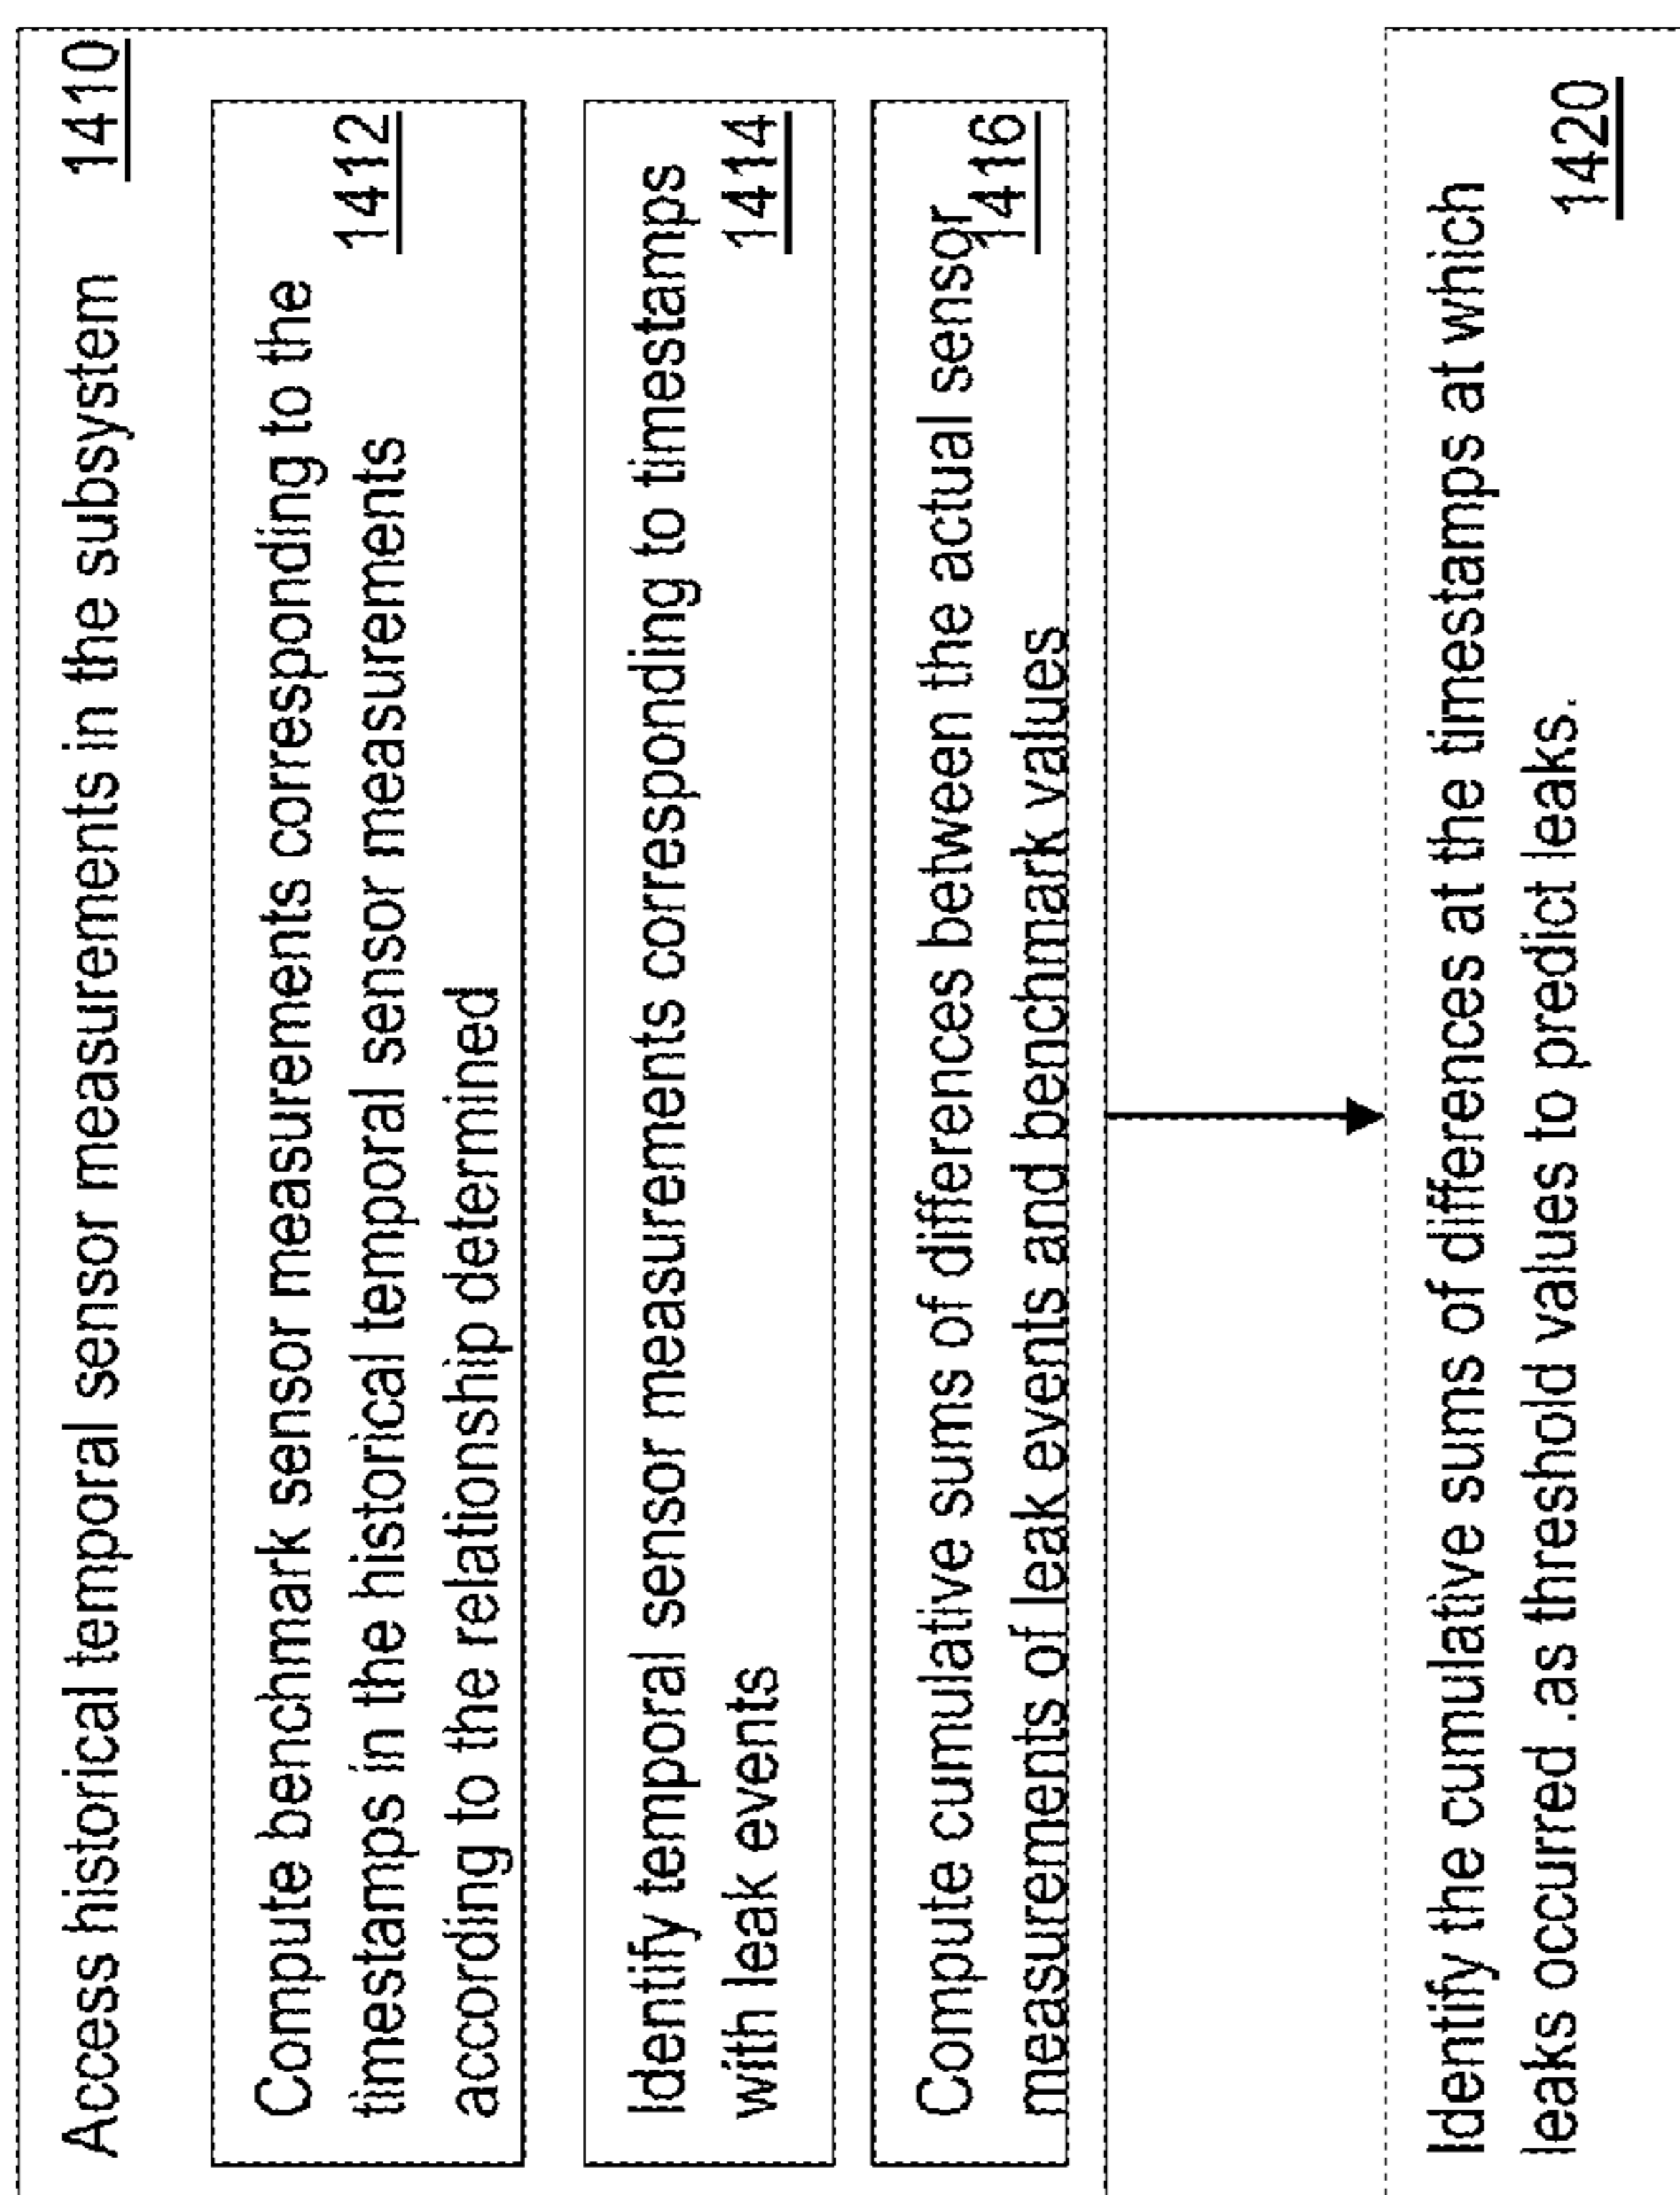 Access historical temporal sensor measurements in the subsystem 1410
Compute benchmark sensor measurements corresponding to the
timestamps in the historical temporal sensor measurements 1412
according to the relationship determined
Identify temporal sensor measurements corresponding to timestamps
with leak events 1414
Compute cumulative sums of differences between the actual sensor
measurements of leak events and benchmark values 1416
Identify the cumulative sums of differences at the timestamps at which
leaks occurred .as threshold values to predict leaks. 1420